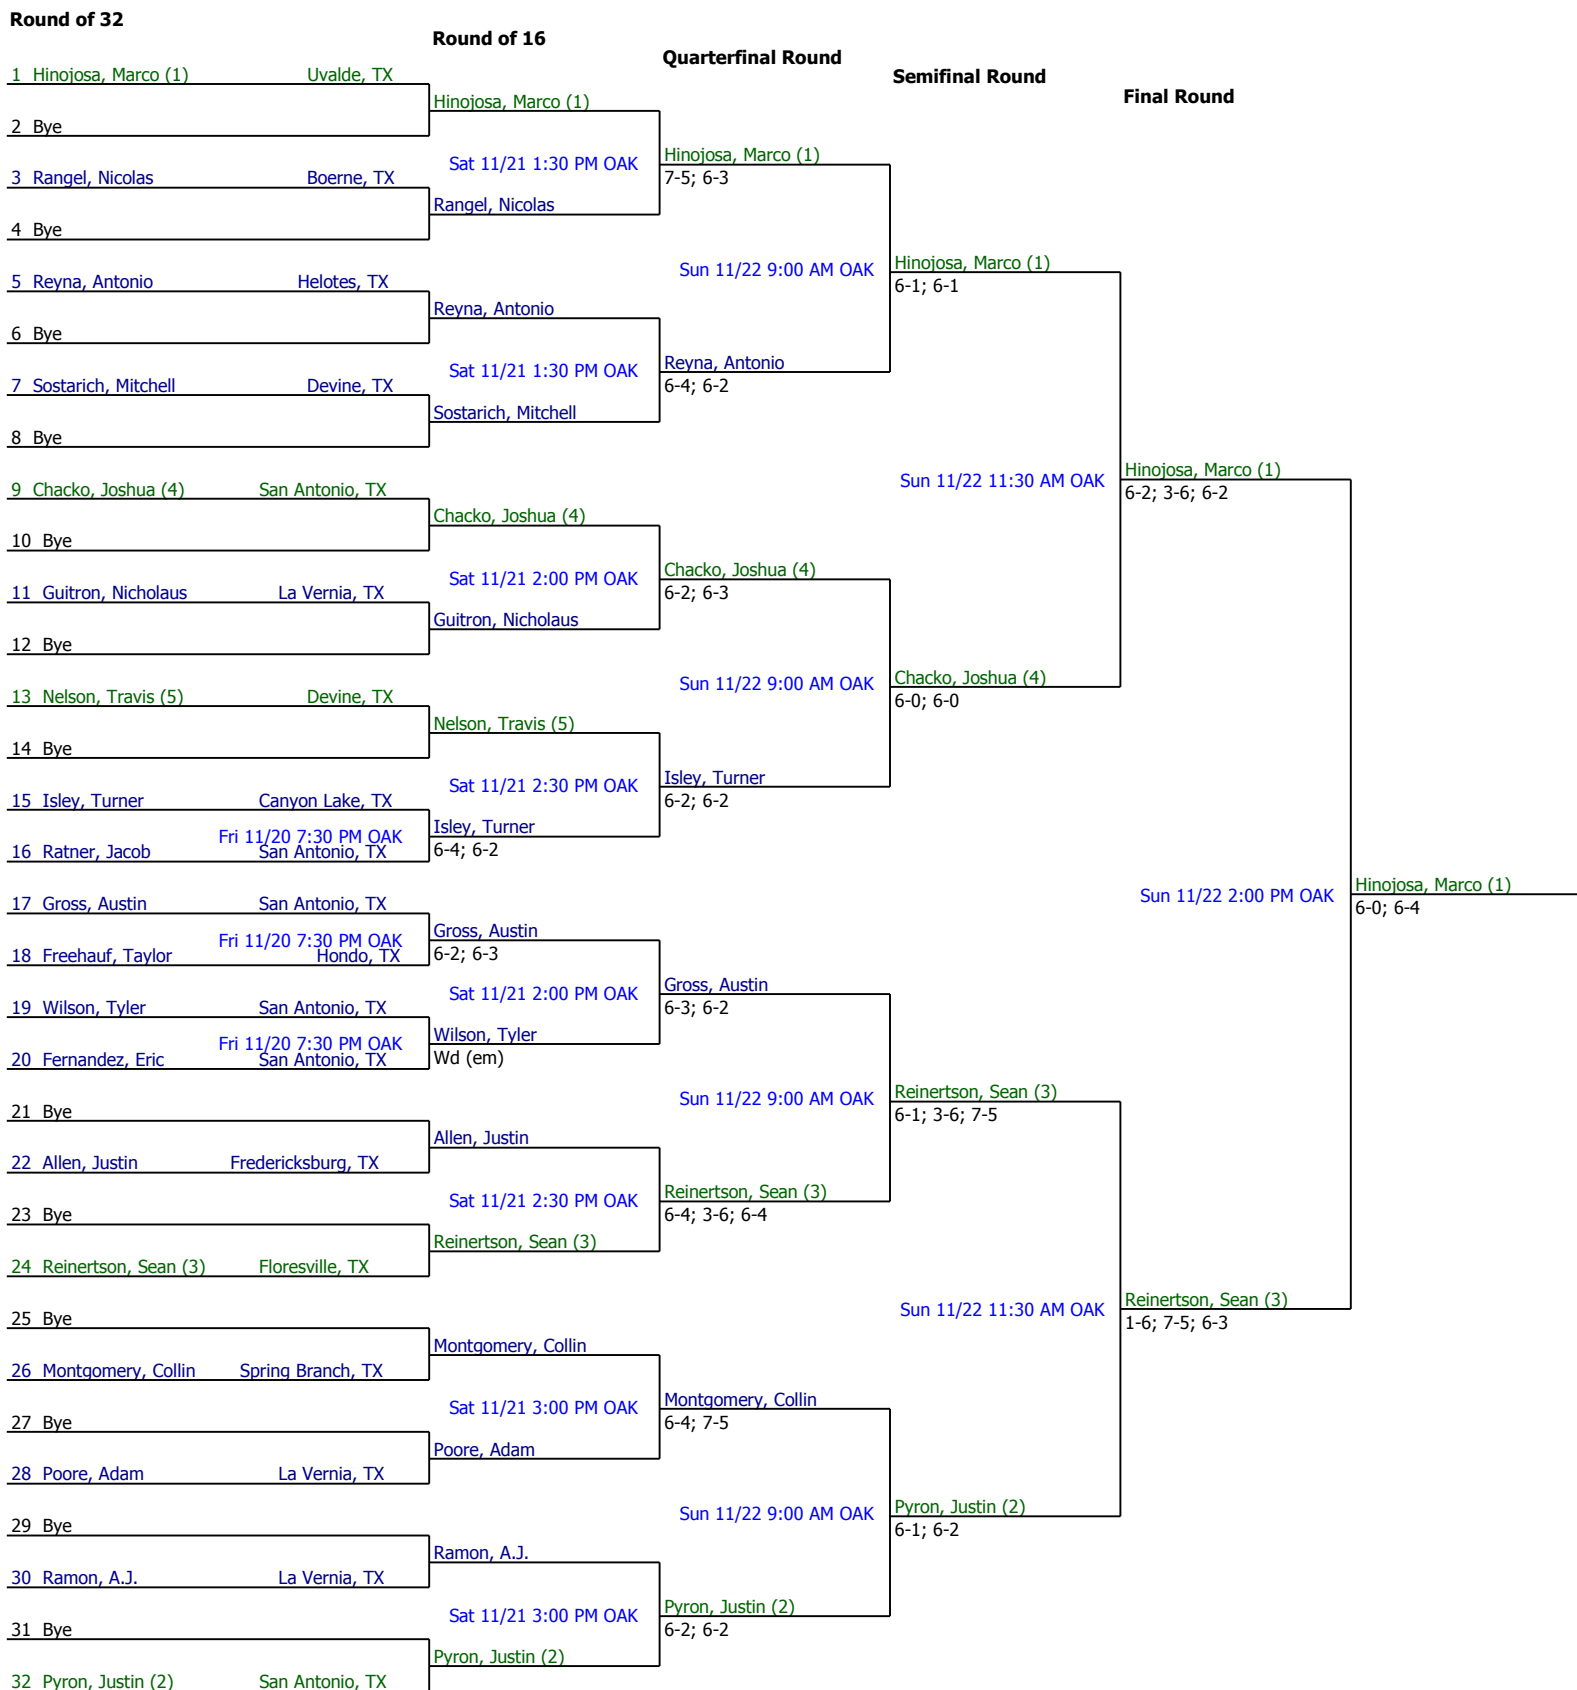 Round of 32
Round of 16
Quarterfinal Round
Semifinal Round
Final Round
1 Hinojosa, Marco (1) Uvalde, TX
2 Bye
3 Rangel, Nicolas Boerne, TX
4 Bye
5 Reyna, Antonio Helotes, TX
6 Bye
7 Sostarich, Mitchell Devine, TX
8 Bye
9 Chacko, Joshua (4) San Antonio, TX
10 Bye
11 Guitron, Nicholaus La Vernia, TX
12 Bye
13 Nelson, Travis (5) Devine, TX
14 Bye
15 Isley, Turner Canyon Lake, TX
Fri 11/20 7:30 PM OAK
16 Ratner, Jacob San Antonio, TX
17 Gross, Austin San Antonio, TX
Fri 11/20 7:30 PM OAK
18 Freehauf, Taylor Hondo, TX
19 Wilson, Tyler San Antonio, TX
Fri 11/20 7:30 PM OAK
20 Fernandez, Eric San Antonio, TX
21 Bye
22 Allen, Justin Fredericksburg, TX
23 Bye
24 Reinertson, Sean (3) Floresville, TX
25 Bye
26 Montgomery, Collin Spring Branch, TX
27 Bye
28 Poore, Adam La Vernia, TX
29 Bye
30 Ramon, A.J. La Vernia, TX
31 Bye
32 Pyron, Justin (2) San Antonio, TX
Hinojosa, Marco (1)
Sat 11/21 1:30 PM OAK
Rangel, Nicolas
Reyna, Antonio
Sat 11/21 1:30 PM OAK
Sostarich, Mitchell
Chacko, Joshua (4)
Sat 11/21 2:00 PM OAK
Guitron, Nicholaus
Nelson, Travis (5)
Sat 11/21 2:30 PM OAK
Isley, Turner
6-4; 6-2
Gross, Austin
6-2; 6-3
Sat 11/21 2:00 PM OAK
Wilson, Tyler
Wd (em)
Allen, Justin
Sat 11/21 2:30 PM OAK
Reinertson, Sean (3)
Montgomery, Collin
Sat 11/21 3:00 PM OAK
Poore, Adam
Ramon, A.J.
Sat 11/21 3:00 PM OAK
Pyron, Justin (2)
Hinojosa, Marco (1)
7-5; 6-3
Sun 11/22 9:00 AM OAK
Reyna, Antonio
6-4; 6-2
Chacko, Joshua (4)
6-2; 6-3
Sun 11/22 9:00 AM OAK
Isley, Turner
6-2; 6-2
Gross, Austin
6-3; 6-2
Sun 11/22 9:00 AM OAK
Reinertson, Sean (3)
6-4; 3-6; 6-4
Montgomery, Collin
6-4; 7-5
Sun 11/22 9:00 AM OAK
Pyron, Justin (2)
6-2; 6-2
Hinojosa, Marco (1)
6-1; 6-1
Sun 11/22 11:30 AM OAK
Chacko, Joshua (4)
6-0; 6-0
Reinertson, Sean (3)
6-1; 3-6; 7-5
Sun 11/22 11:30 AM OAK
Pyron, Justin (2)
6-1; 6-2
Hinojosa, Marco (1)
6-2; 3-6; 6-2
Sun 11/22 2:00 PM OAK
Reinertson, Sean (3)
1-6; 7-5; 6-3
Hinojosa, Marco (1)
6-0; 6-4